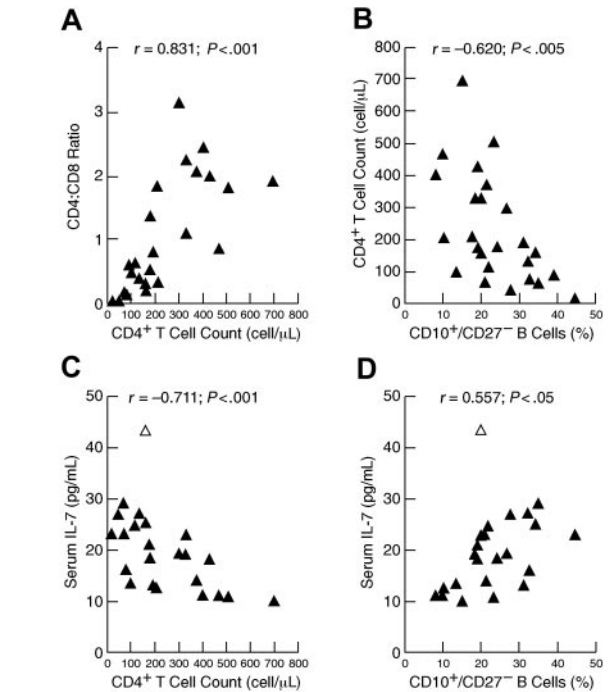 A
r = 0.831; P<.001
4
3
2
1
0
CD4:CD8 Ratio
0 100 200 300 400 500 600 700 800
CD4+ T Cell Count (cell/μL)
B
r = –0.620; P<.005
800
700
600
500
400
300
200
100
0
CD4+ T Cell Count (cell/μL)
0 10 20 30 40 50
CD10+/CD27– B Cells (%)
C
r = –0.711; P<.001
50
40
30
20
10
0
Serum IL-7 (pg/mL)
0 100 200 300 400 500 600 700 800
CD4+ T Cell Count (cell/μL)
D
r = 0.557; P<.05
50
40
30
20
10
0
Serum IL-7 (pg/mL)
0 10 20 30 40 50
CD10+/CD27– B Cells (%)